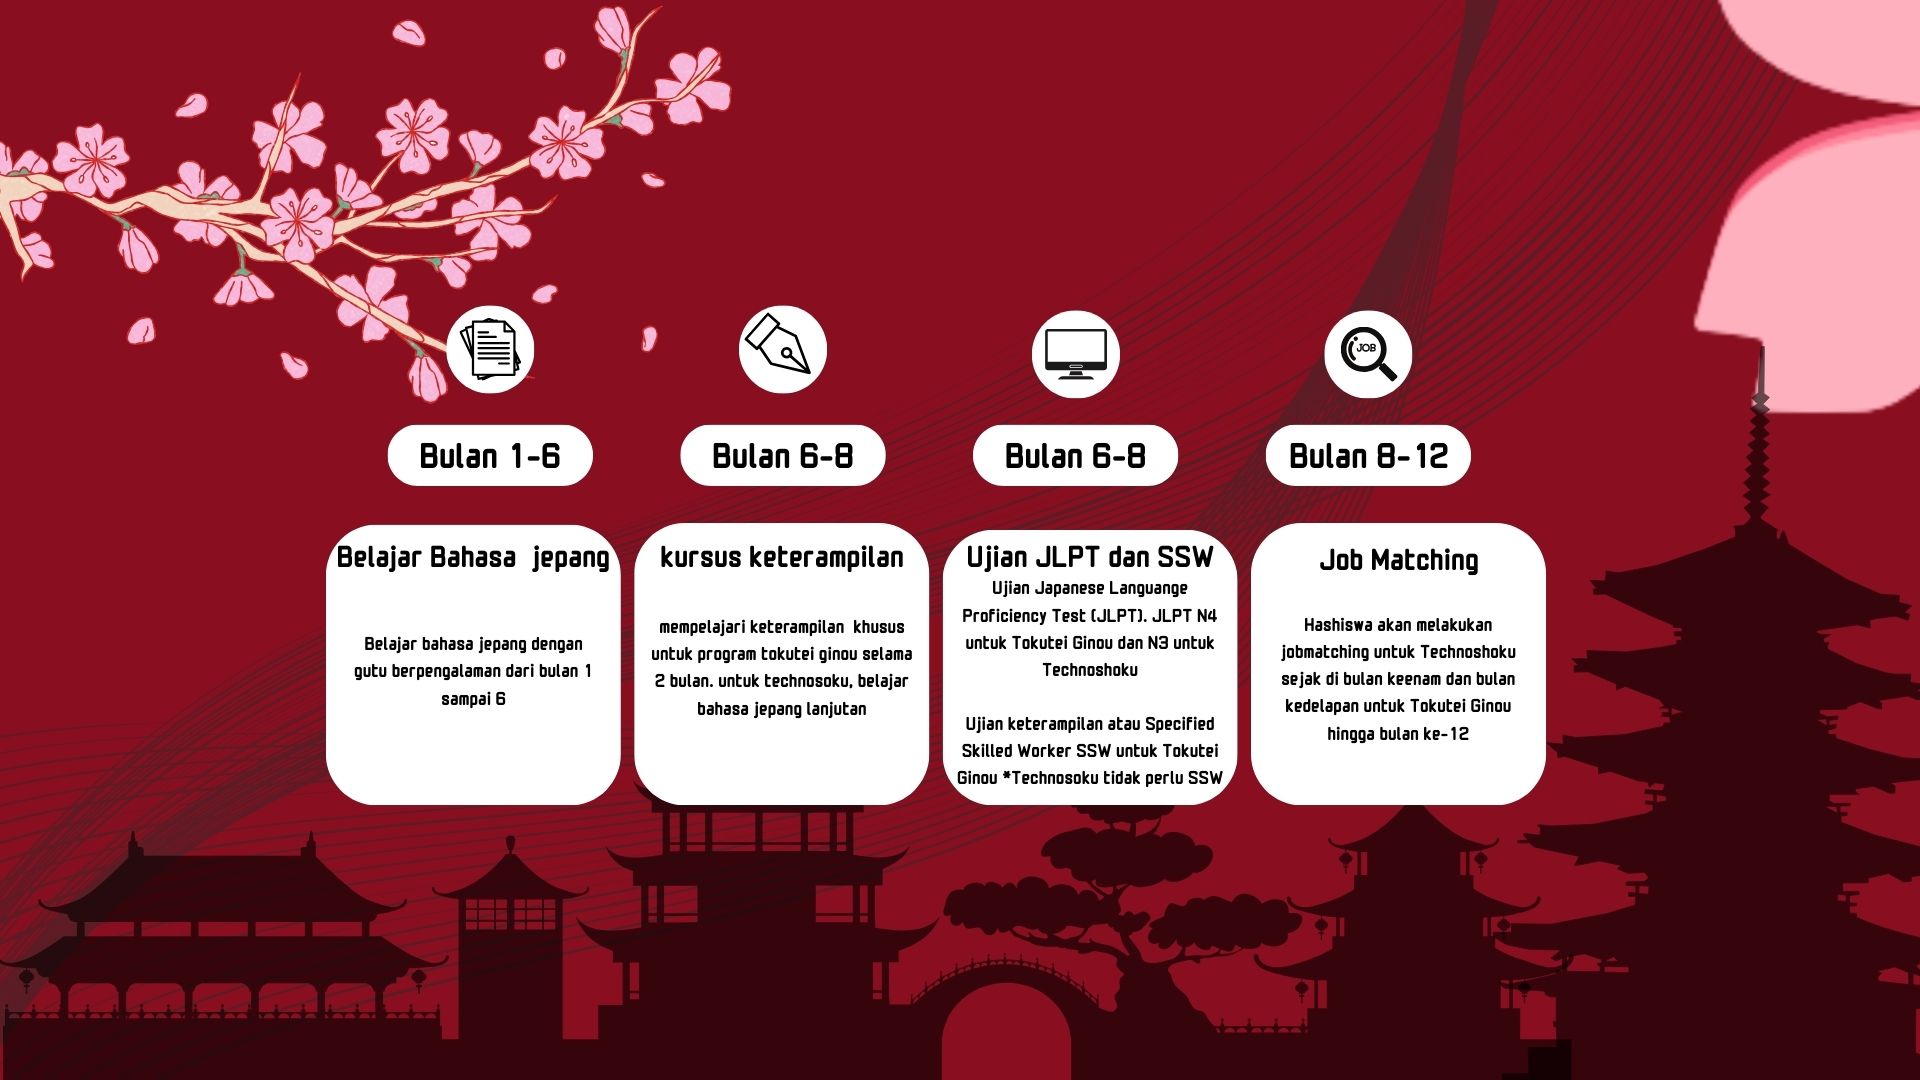 JOB
Bulan 1-6
Bulan 6-8
Bulan 6-8
Bulan 8-12
Belajar Bahasa jepang
Belajar bahasa jepang dengan
gutu berpengalaman dari bulan 1
sampai 6
kursus keterampilan
mempelajari keterampilan khusus
untuk program tokutei ginou selama
2 bulan. untuk technosoku, belajar
bahasa jepang lanjutan
Ujian JLPT dan SSW
Ujian Japanese Languange
Proficiency Test (JLPT). JLPT N4
untuk Tokutei Ginou dan N3 untuk
Technoshoku
Ujian keterampilan atau Specified
Skilled Worker SSW untuk Tokutei
Ginou *Technosoku tidak perlu SSW
Job Matching
Hashiswa akan melakukan
jobmatching untuk Technoshoku
sejak di bulan keenam dan bulan
kedelapan untuk Tokutei Ginou
hingga bulan ke-12